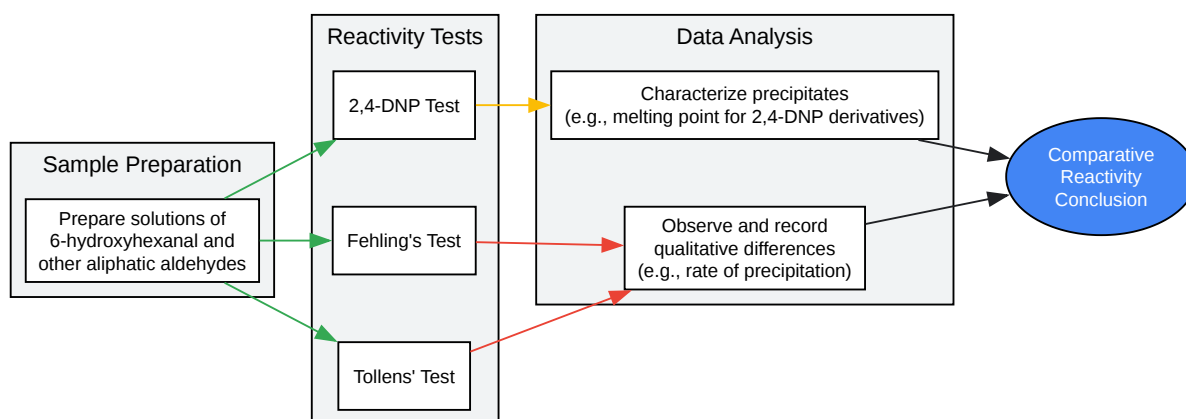 Sample Preparation
Prepare solutions of
6-hydroxyhexanal and
other aliphatic aldehydes
Reactivity Tests
2,4-DNP Test
Fehling's Test
Tollens' Test
Data Analysis
Characterize precipitates
(e.g., melting point for 2,4-DNP derivatives)
Observe and record
qualitative differences
(e.g., rate of precipitation)
Comparative
Reactivity
Conclusion